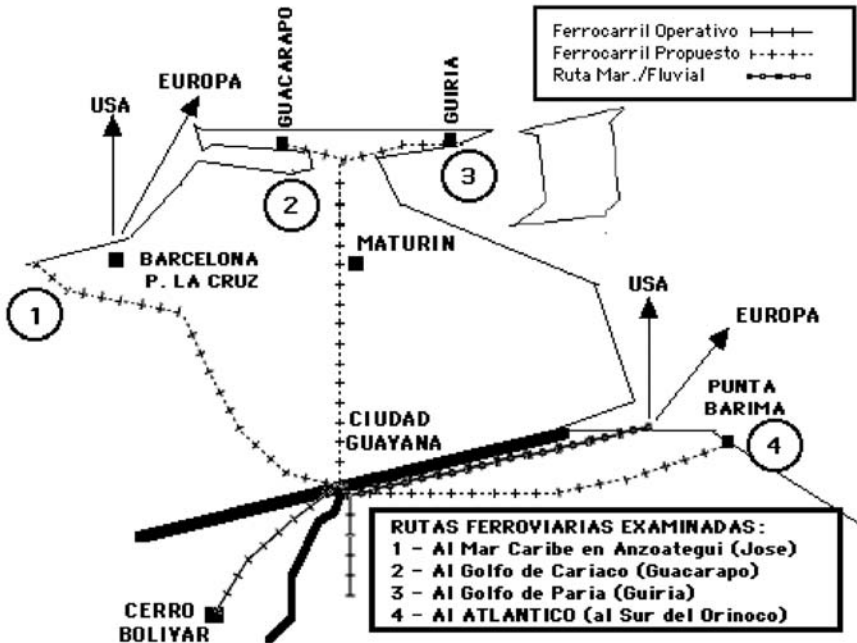 Ferrocarril Operativo
Ferrocarril Propuesto
Ruta Mar./Fluvial
USA
EUROPA
GUACARAPO
GUIRIA
2
3
BARCELONA
P. LA CRUZ
MATURIN
1
USA
EUROPA
PUNTA
BARIMA
4
CIUDAD
GUAYANA
CERRO
BOLIVAR
RUTAS FERROVIARIAS EXAMINADAS:
1 - Al Mar Caribe en Anzoategui (Jose)
2 - Al Golfo de Cariaco (Guacarapo)
3 - Al Golfo de Paria (Guiria)
4 - Al ATLANTICO (al Sur del Orinoco)